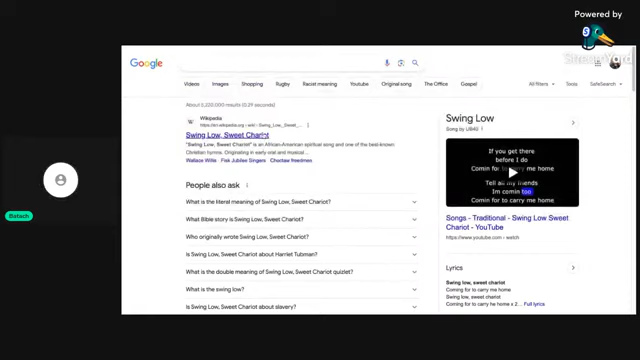 Powered by
StreamYard
Google
Videos Images Shopping Rugby Racist meaning Youtube Original song The Office Gospel All filters Tools SafeSearch
About 5,220,000 results (0.29 seconds)
W Wikipedia
Swing Low, Sweet Chariot
"Swing Low, Sweet Chariot" is an African-American spiritual song and one of the best-known
Christian hymns. Originating in early oral and musical...
Wallace Willis · Fisk Jubilee Singers · Choctaw freedmen
People also ask
What is the literal meaning of Swing Low, Sweet Chariot?
What Bible story is Swing Low, Sweet Chariot?
Who originally wrote Swing Low, Sweet Chariot?
Is Swing Low, Sweet Chariot about Harriet Tubman?
What is the double meaning of Swing Low, Sweet Chariot quizlet?
What is the swing low?
Is Swing Low, Sweet Chariot about slavery?
Swing Low
Song by UB40
If you get there
before I do
Comin for to carry me home
Tell all my friends
Im comin too
Comin for to carry me home
Songs - Traditional - Swing Low Sweet
Chariot - YouTube
https://www.youtube.com › watch
Lyrics
Swing low, sweet chariot
Coming for to carry me home
Swing low, sweet chariot
Coming for to carry me home x 2... Full lyrics
Batach